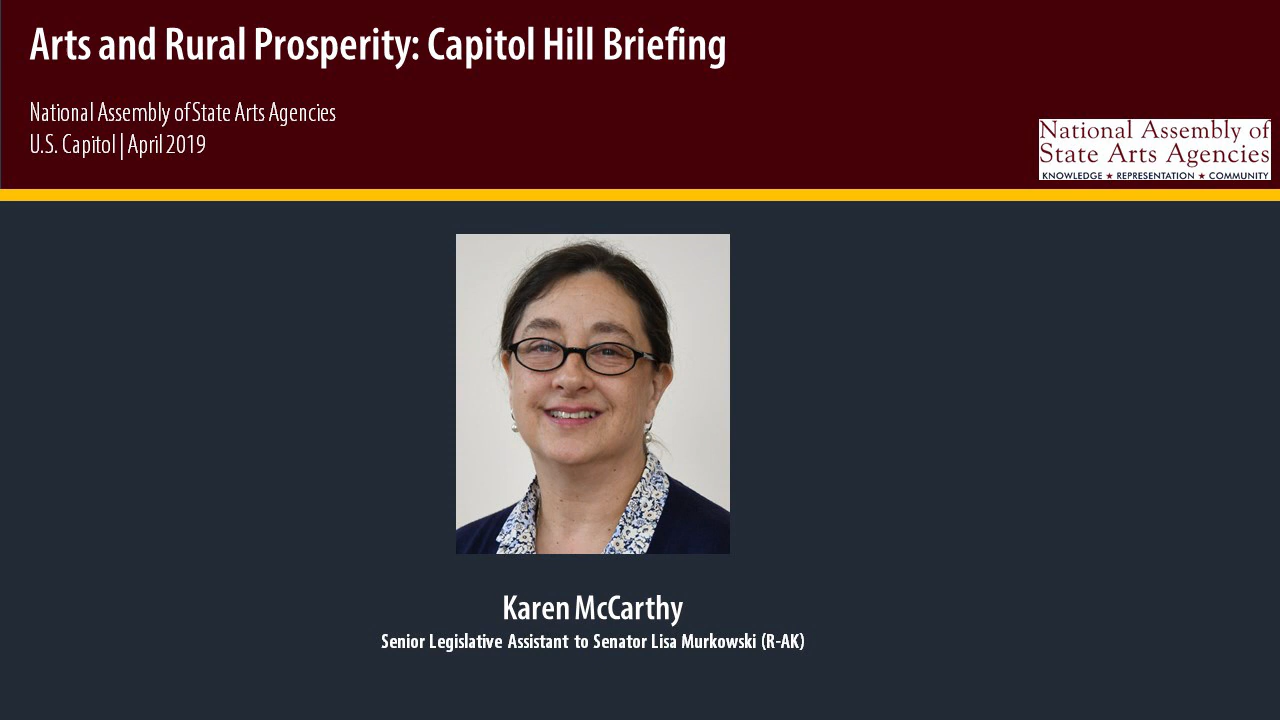 Arts and Rural Prosperity: Capitol Hill Briefing
National Assembly of State Arts Agencies
U.S. Capitol | April 2019
National Assembly of
State Arts Agencies
KNOWLEDGE ★ REPRESENTATION ★ COMMUNITY
Karen McCarthy
Senior Legislative Assistant to Senator Lisa Murkowski (R-AK)